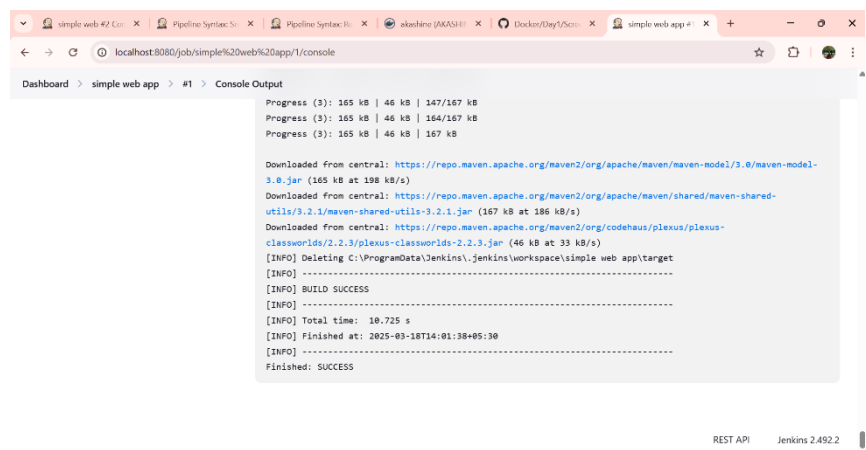 simple web #2 Con
Pipeline Syntax: Sn
Pipeline Syntax: Re
akashine (AKASHI
Docker/Day1/Scre
simple web app #1
localhost:8080/job/simple%20web%20app/1/console
Dashboard > simple web app > #1 > Console Output
Progress (3): 165 kB | 46 kB | 147/167 kB
Progress (3): 165 kB | 46 kB | 164/167 kB
Progress (3): 165 kB | 46 kB | 167 kB
Downloaded from central: https://repo.maven.apache.org/maven2/org/apache/maven/maven-model/3.0/maven-model-
3.0.jar (165 kB at 198 kB/s)
Downloaded from central: https://repo.maven.apache.org/maven2/org/apache/maven/shared/maven-shared-
utils/3.2.1/maven-shared-utils-3.2.1.jar (167 kB at 186 kB/s)
Downloaded from central: https://repo.maven.apache.org/maven2/org/codehaus/plexus/plexus-
classworlds/2.2.3/plexus-classworlds-2.2.3.jar (46 kB at 33 kB/s)
[INFO] Deleting C:\ProgramData\Jenkins\.jenkins\workspace\simple web app\target
[INFO] ------------------------------------------------------------------------
[INFO] BUILD SUCCESS
[INFO] ------------------------------------------------------------------------
[INFO] Total time:  10.725 s
[INFO] Finished at: 2025-03-18T14:01:38+05:30
[INFO] ------------------------------------------------------------------------
Finished: SUCCESS
REST API Jenkins 2.492.2